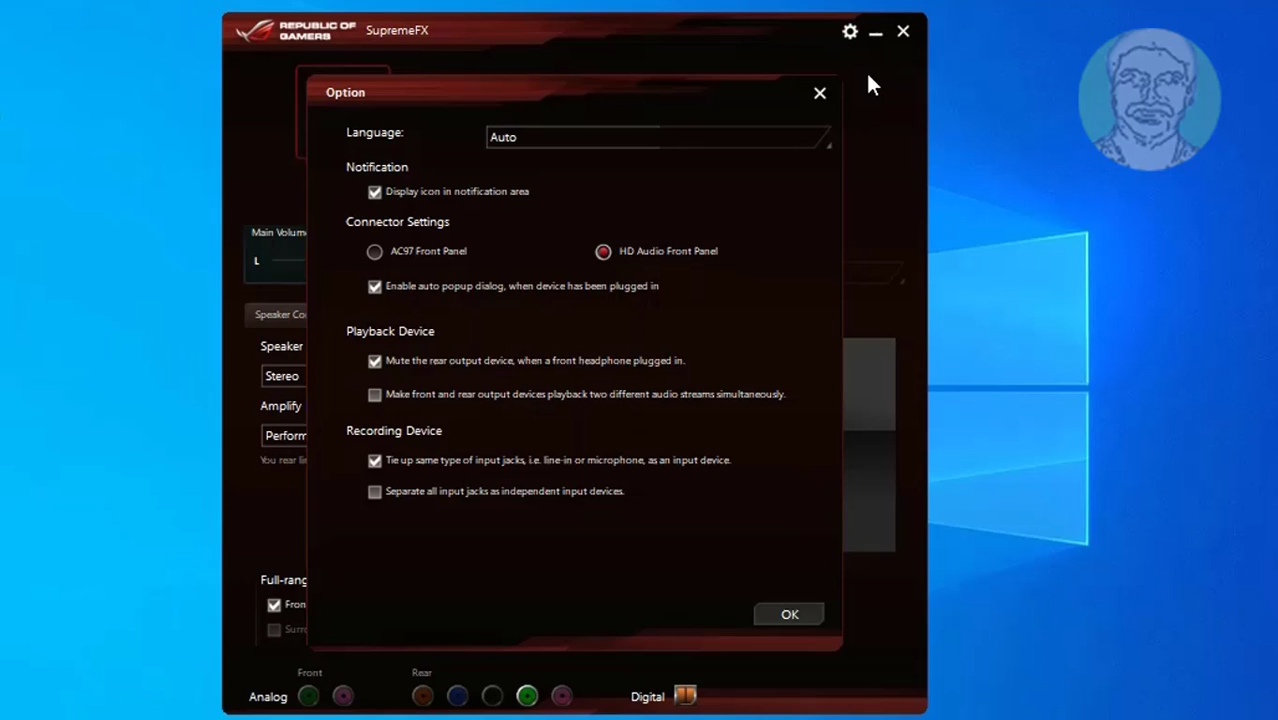 REPUBLIC OF
GAMERS
SupremeFX
Option
Language:
Auto
Notification
Display icon in notification area
Connector Settings
AC97 Front Panel
HD Audio Front Panel
Enable auto popup dialog, when device has been plugged in
Playback Device
Mute the rear output device, when a front headphone plugged in.
Make front and rear output devices playback two different audio streams simultaneously.
Recording Device
Tie up same type of input jacks, i.e. line-in or microphone, as an input device.
Separate all input jacks as independent input devices.
OK
Main Volum
L
Speaker Co
Speaker
Stereo
Amplify
Perform
You rear li
Full-rang
Fron
Surr
Front
Rear
Analog
Digital